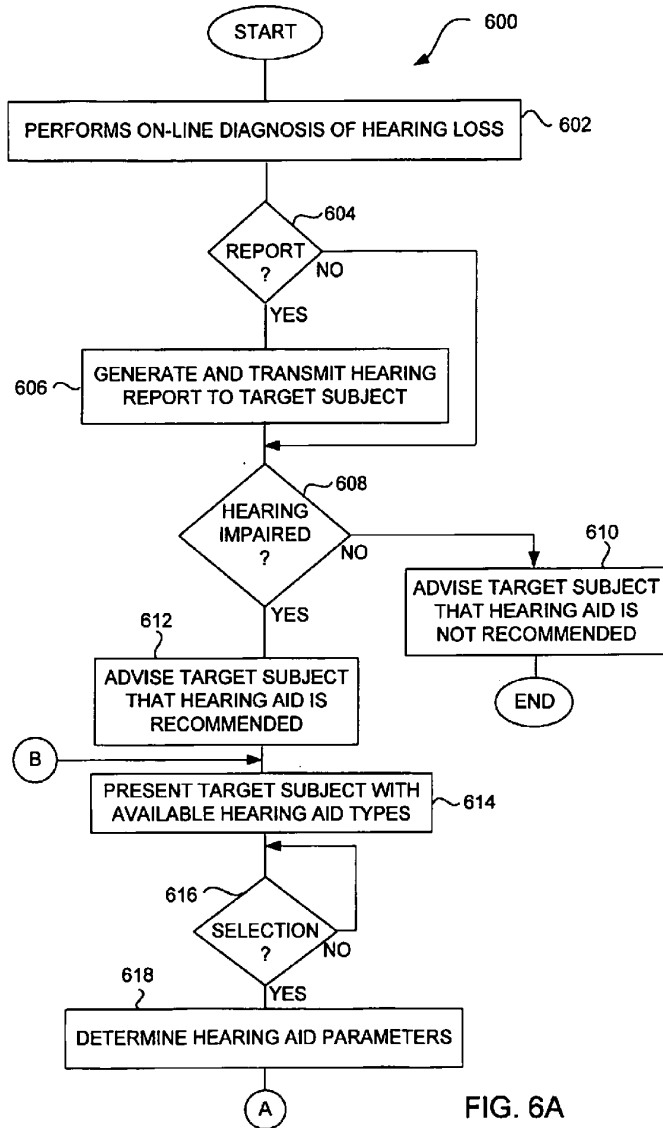 START
600
PERFORMS ON-LINE DIAGNOSIS OF HEARING LOSS
602
604
REPORT
?
NO
YES
606
GENERATE AND TRANSMIT HEARING
REPORT TO TARGET SUBJECT
608
HEARING
IMPAIRED
?
NO
YES
610
ADVISE TARGET SUBJECT
THAT HEARING AID IS
NOT RECOMMENDED
END
612
ADVISE TARGET SUBJECT
THAT HEARING AID IS
RECOMMENDED
B
PRESENT TARGET SUBJECT WITH
AVAILABLE HEARING AID TYPES
614
616
SELECTION
?
NO
YES
618
DETERMINE HEARING AID PARAMETERS
A
FIG. 6A